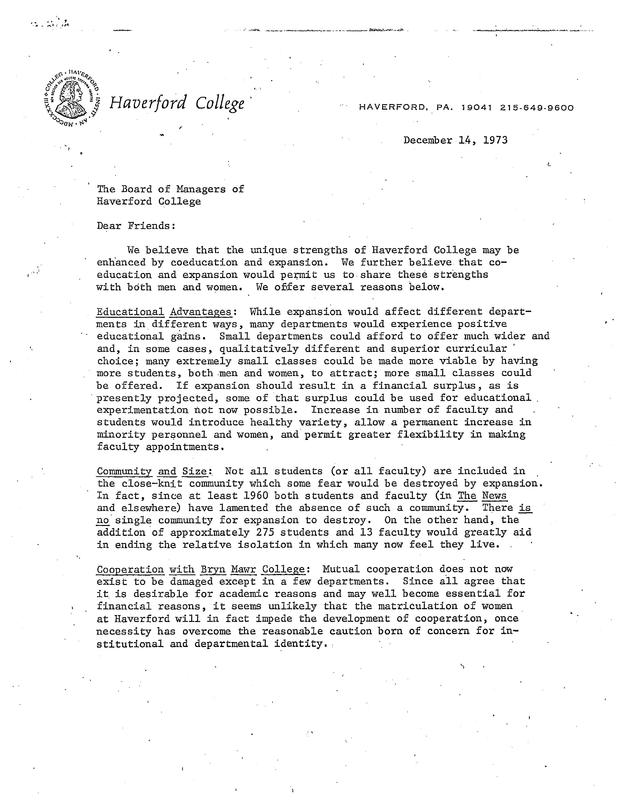 Haverford College
HAVERFORD, PA. 19041 215-649-9600
December 14, 1973
The Board of Managers of
Haverford College
Dear Friends:
We believe that the unique strengths of Haverford College may be
enhanced by coeducation and expansion. We further believe that co-
education and expansion would permit us to share these strengths
with both men and women. We offer several reasons below.
Educational Advantages: While expansion would affect different depart-
ments in different ways, many departments would experience positive
educational gains. Small departments could afford to offer much wider and
and, in some cases, qualitatively different and superior curricular
choice; many extremely small classes could be made more viable by having
more students, both men and women, to attract; more small classes could
be offered. If expansion should result in a financial surplus, as is
presently projected, some of that surplus could be used for educational
experimentation not now possible. Increase in number of faculty and
students would introduce healthy variety, allow a permanent increase in
minority personnel and women, and permit greater flexibility in making
faculty appointments.
Community and Size: Not all students (or all faculty) are included in
the close-knit community which some fear would be destroyed by expansion.
In fact, since at least 1960 both students and faculty (in The News
and elsewhere) have lamented the absence of such a community. There is
no single community for expansion to destroy. On the other hand, the
addition of approximately 275 students and 13 faculty would greatly aid
in ending the relative isolation in which many now feel they live.
Cooperation with Bryn Mawr College: Mutual cooperation does not now
exist to be damaged except in a few departments. Since all agree that
it is desirable for academic reasons and may well become essential for
financial reasons, it seems unlikely that the matriculation of women
at Haverford will in fact impede the development of cooperation, once
necessity has overcome the reasonable caution born of concern for in-
stitutional and departmental identity.